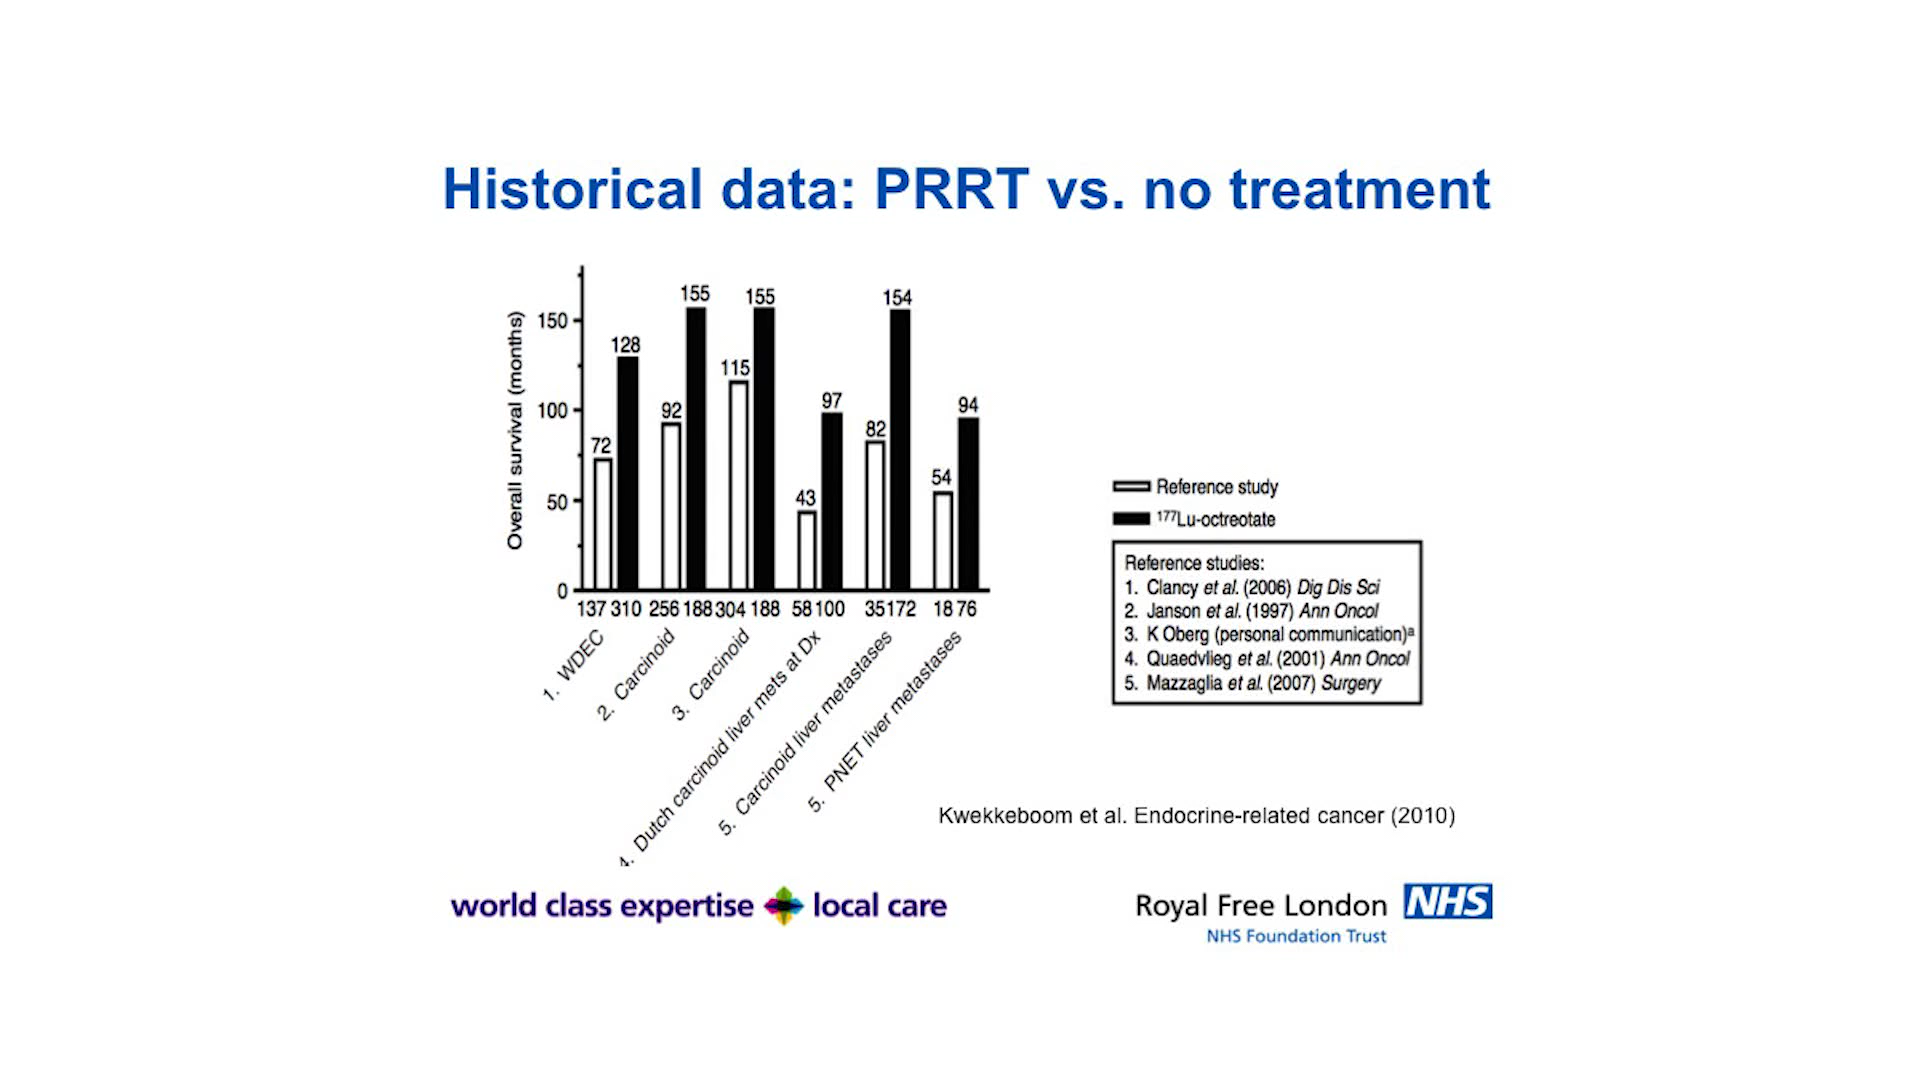 Historical data: PRRT vs. no treatment
Overall survival (months)
150
100
50
0
72
128
92
155
115
155
43
97
82
154
54
94
137 310 256 188 304 188 58 100 35 172 18 76
1. WDEC
2. Carcinoid
3. Carcinoid
4. Dutch carcinoid liver mets at Dx
5. Carcinoid liver metastases
5. PNET liver metastases
Reference study
¹⁷⁷Lu-octreotate
Reference studies:
1. Clancy et al. (2006) Dig Dis Sci
2. Janson et al. (1997) Ann Oncol
3. K Oberg (personal communication)ᵃ
4. Quaedvlieg et al. (2001) Ann Oncol
5. Mazzaglia et al. (2007) Surgery
Kwekkeboom et al. Endocrine-related cancer (2010)
world class expertise local care
Royal Free London NHS
NHS Foundation Trust